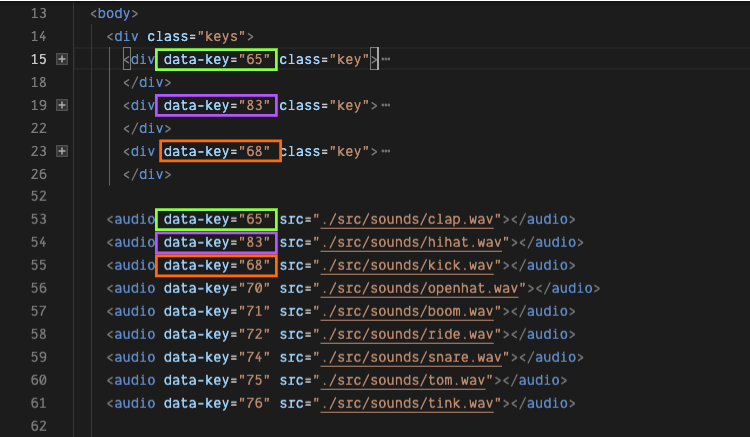 13 <body>
14 <div class="keys">
15 <div data-key="65" class="key">…
18 </div>
19 <div data-key="83" class="key">…
22 </div>
23 <div data-key="68" class="key">…
26 </div>
52
53 <audio data-key="65" src="./src/sounds/clap.wav"></audio>
54 <audio data-key="83" src="./src/sounds/hihat.wav"></audio>
55 <audio data-key="68" src="./src/sounds/kick.wav"></audio>
56 <audio data-key="70" src="./src/sounds/openhat.wav"></audio>
57 <audio data-key="71" src="./src/sounds/boom.wav"></audio>
58 <audio data-key="72" src="./src/sounds/ride.wav"></audio>
59 <audio data-key="74" src="./src/sounds/snare.wav"></audio>
60 <audio data-key="75" src="./src/sounds/tom.wav"></audio>
61 <audio data-key="76" src="./src/sounds/tink.wav"></audio>
62